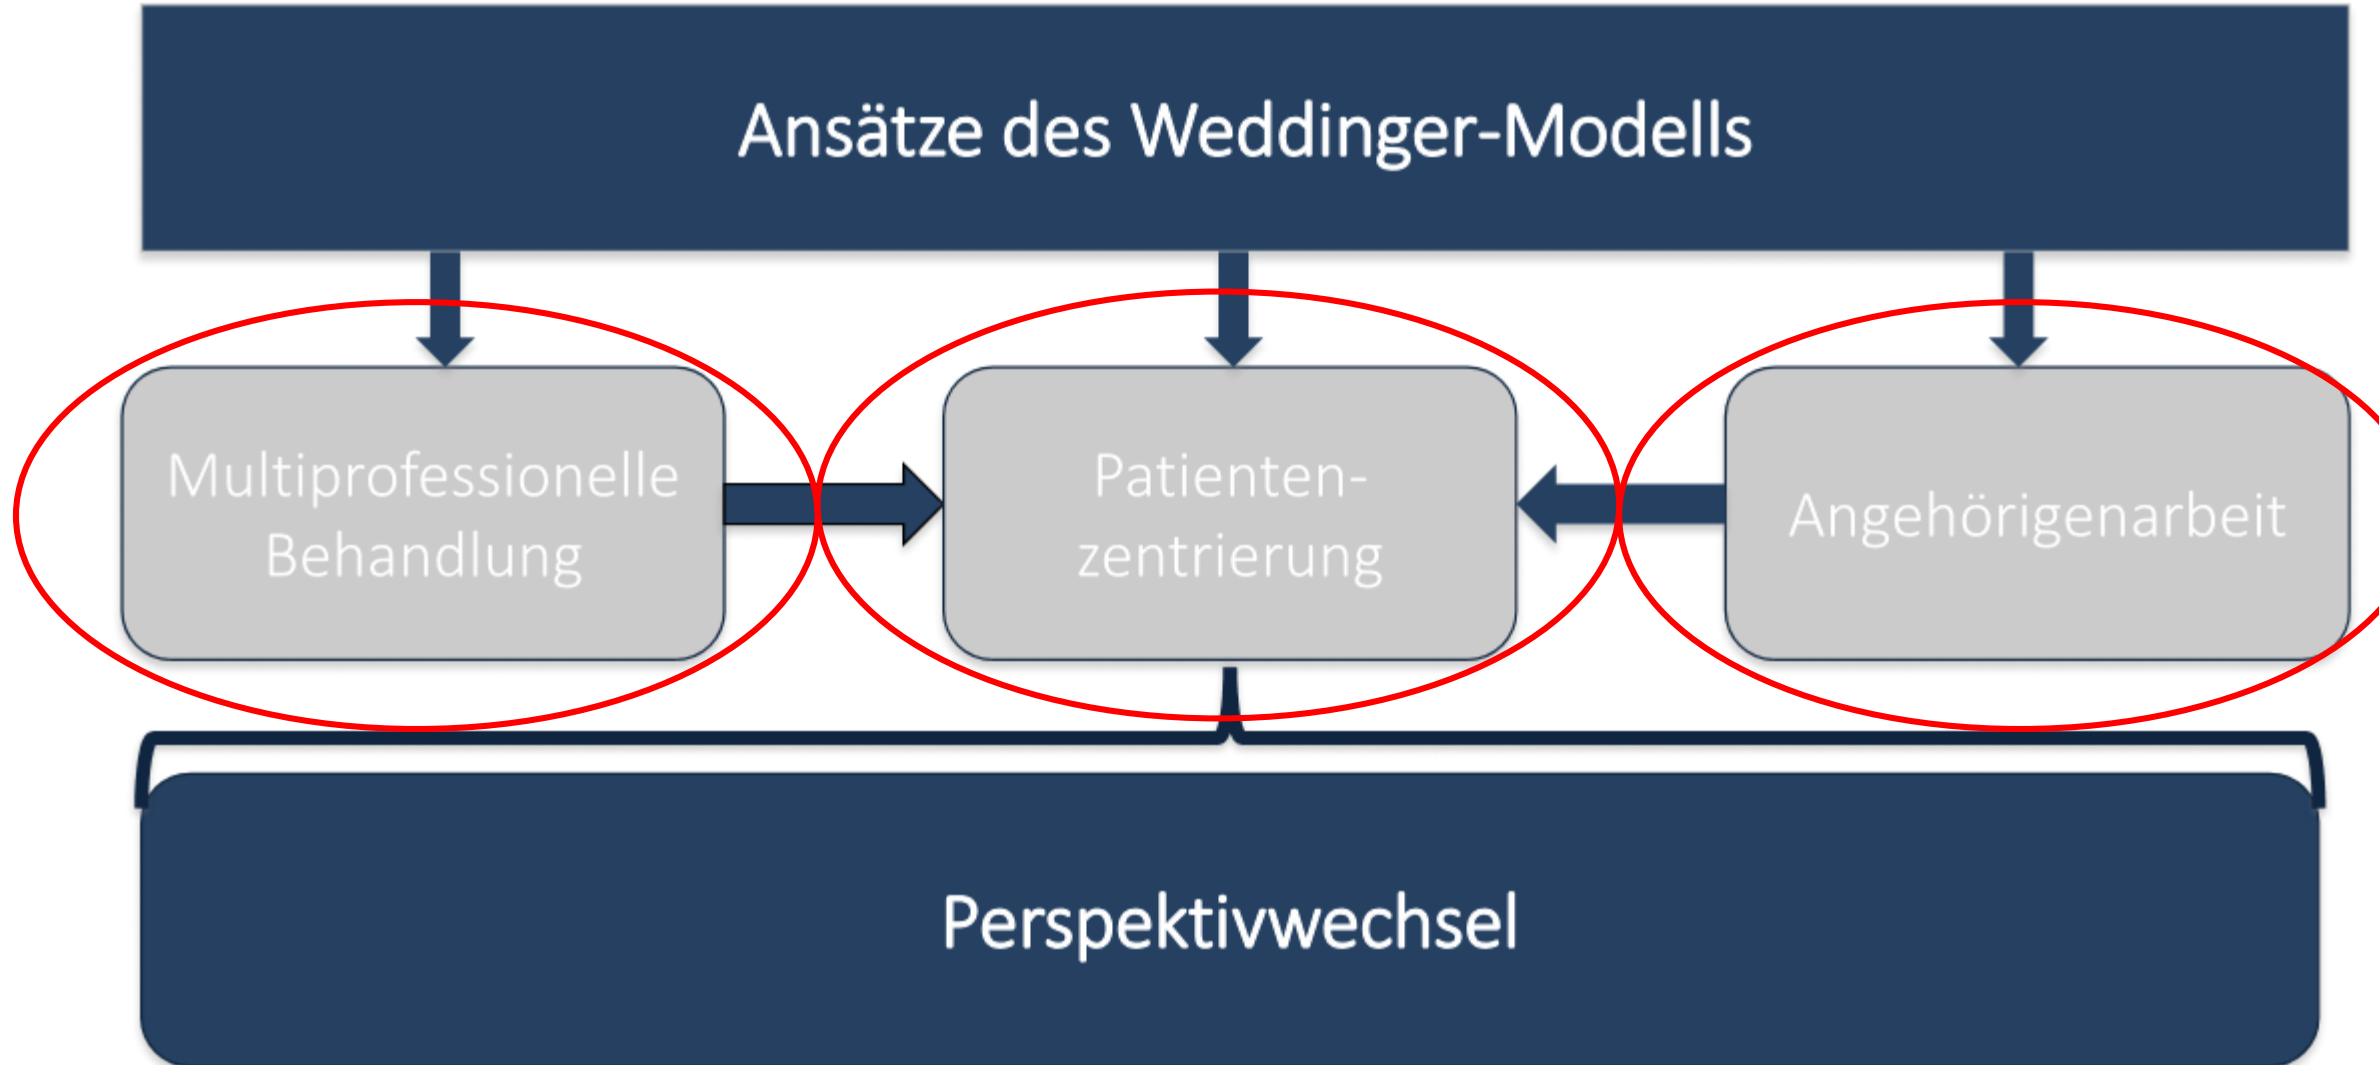 Ansätze des Weddinger-Modells
Multiprofessionelle
Behandlung
Patienten-
zentrierung
Angehörigenarbeit
Perspektivwechsel